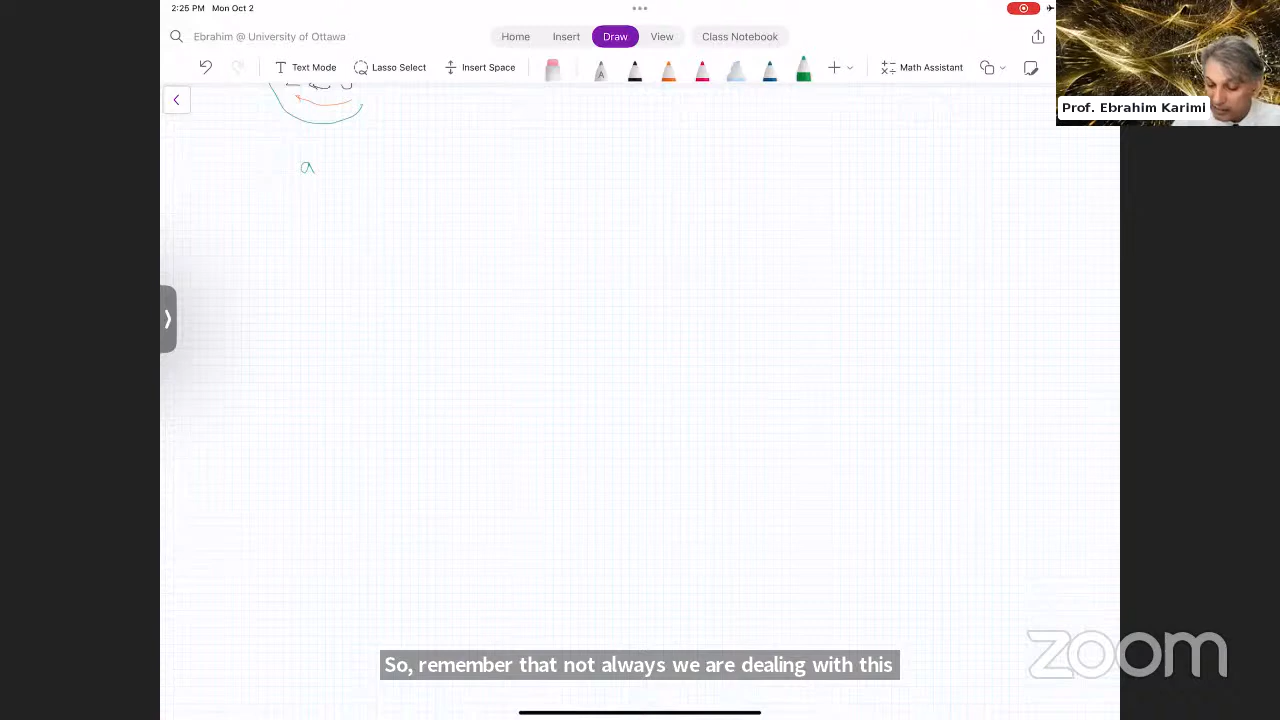 2:25 PM Mon Oct 2
Ebrahim @ University of Ottawa
Home Insert Draw View Class Notebook
Text Mode Lasso Select Insert Space Math Assistant
Prof. Ebrahim Karimi
a
So, remember that not always we are dealing with this
zoom